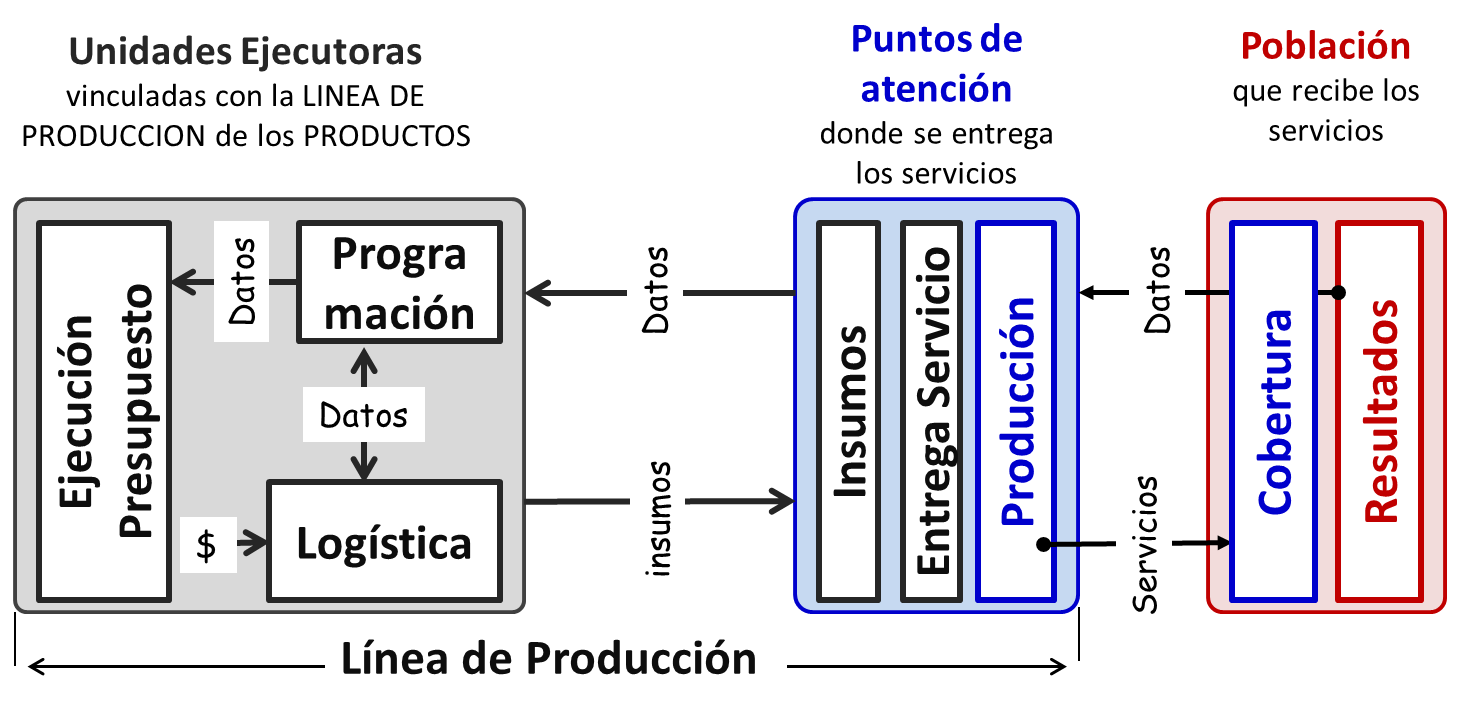 Unidades Ejecutoras
vinculadas con la LINEA DE
PRODUCCION de los PRODUCTOS
Puntos de
atención
donde se entrega
los servicios
Población
que recibe los
servicios
Ejecución
Presupuesto
Datos
Progra
mación
Datos
$
Logística
Datos
insumos
Insumos
Entrega Servicio
Producción
Datos
Servicios
Cobertura
Resultados
Línea de Producción